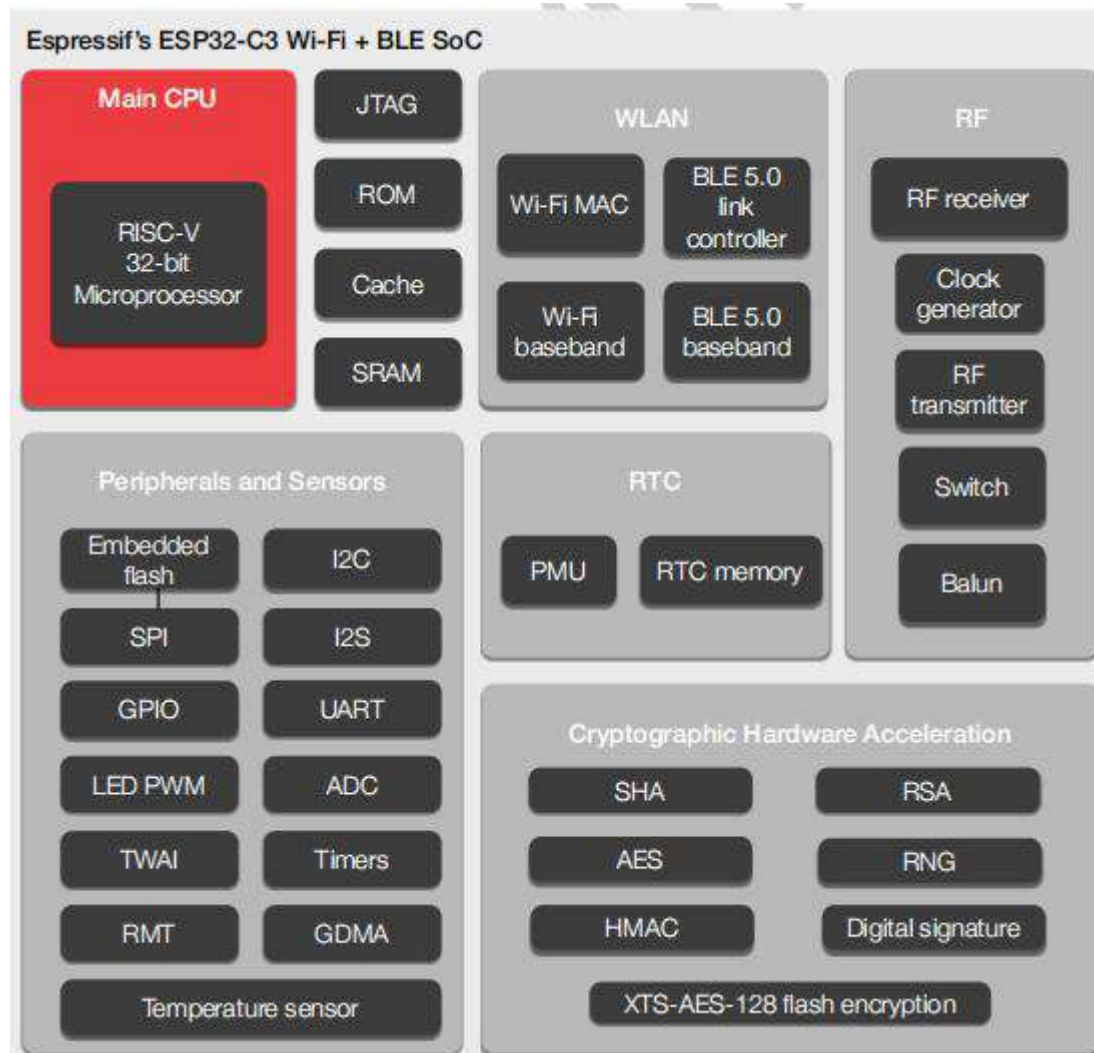 Espressif's ESP32-C3 Wi-Fi + BLE SoC
Main CPU
RISC-V
32-bit
Microprocessor
JTAG
ROM
Cache
SRAM
WLAN
Wi-Fi MAC
BLE 5.0
link
controller
Wi-Fi
baseband
BLE 5.0
baseband
RF
RF receiver
Clock
generator
RF
transmitter
Switch
Balun
Peripherals and Sensors
Embedded
flash
I2C
SPI
I2S
GPIO
UART
LED PWM
ADC
TWAI
Timers
RMT
GDMA
Temperature sensor
RTC
PMU
RTC memory
Cryptographic Hardware Acceleration
SHA
RSA
AES
RNG
HMAC
Digital signature
XTS-AES-128 flash encryption